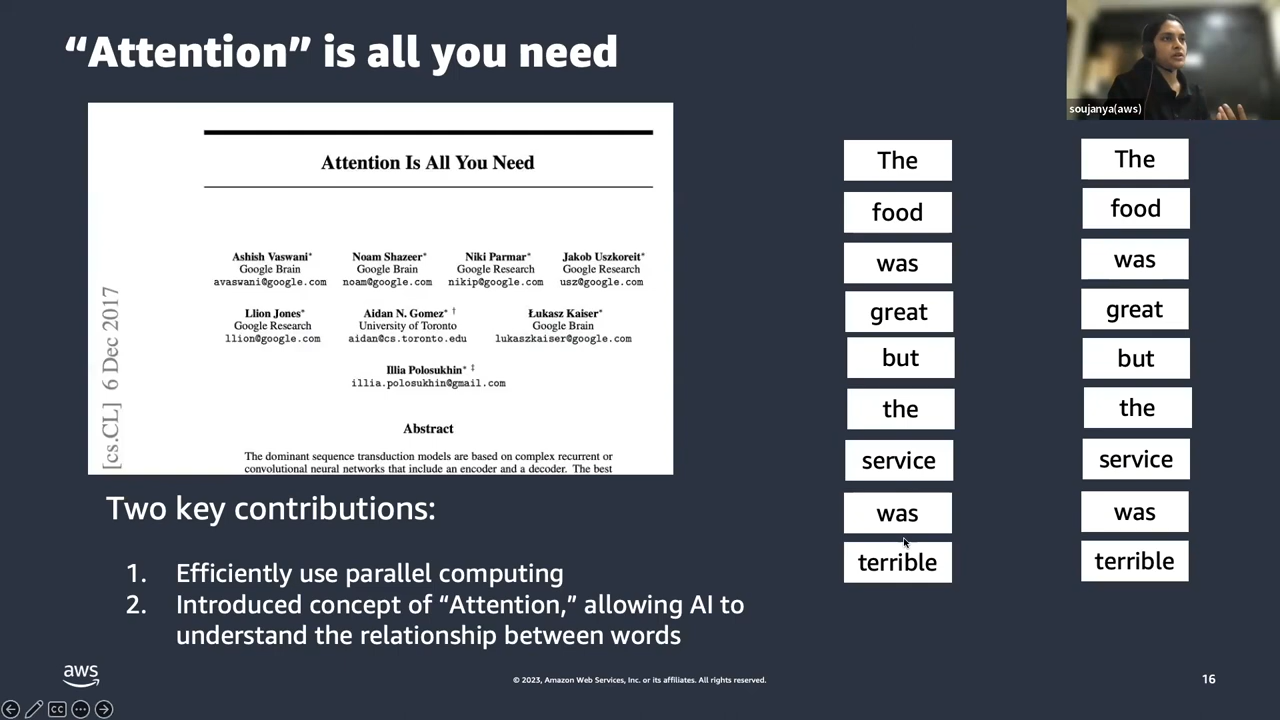 “Attention” is all you need
soujanya(aws)
Attention Is All You Need
Ashish Vaswani*
Google Brain
avaswani@google.com
Noam Shazeer*
Google Brain
noam@google.com
Niki Parmar*
Google Research
nikip@google.com
Jakob Uszkoreit*
Google Research
usz@google.com
Llion Jones*
Google Research
llion@google.com
Aidan N. Gomez* †
University of Toronto
aidan@cs.toronto.edu
Łukasz Kaiser*
Google Brain
lukaszkaiser@google.com
Illia Polosukhin* ‡
illia.polosukhin@gmail.com
Abstract
The dominant sequence transduction models are based on complex recurrent or
convolutional neural networks that include an encoder and a decoder. The best
[cs.CL] 6 Dec 2017
Two key contributions:
1. Efficiently use parallel computing
2. Introduced concept of “Attention,” allowing AI to
understand the relationship between words
The
food
was
great
but
the
service
was
terrible
The
food
was
great
but
the
service
was
terrible
aws
© 2023, Amazon Web Services, Inc. or its affiliates. All rights reserved.
16
CC